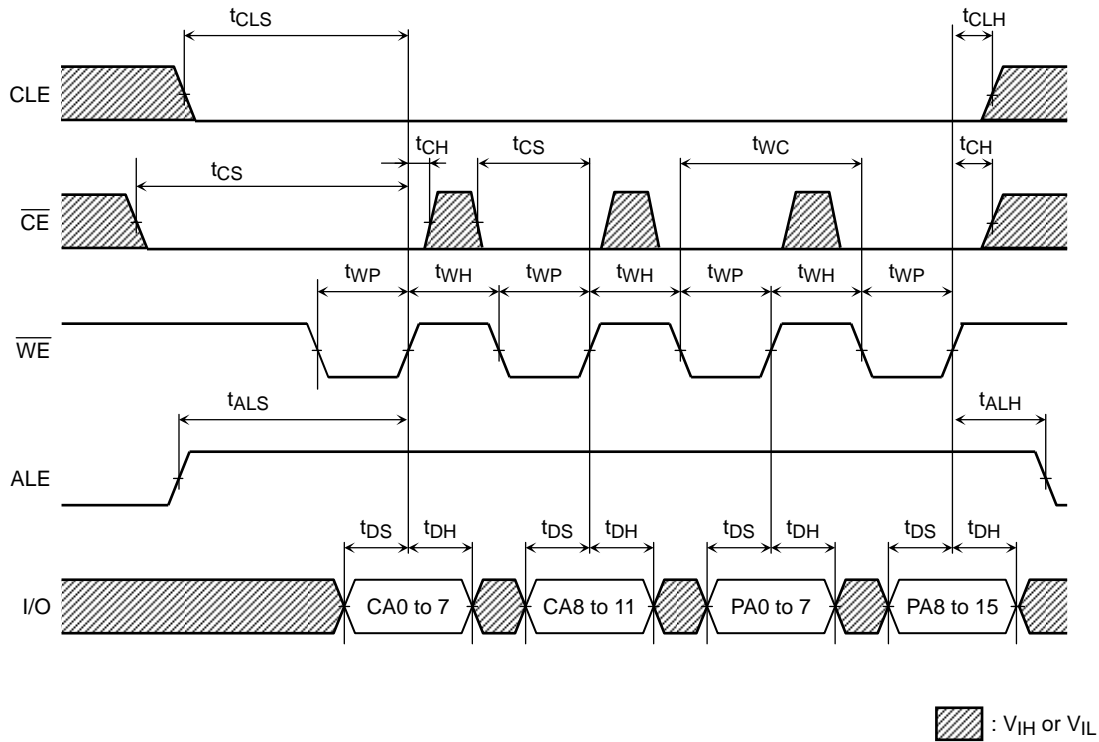 tCLS tCLH
CLE
tCH tCS tWC tCH
tCS
CE
tWP tWH tWP tWH tWP tWH tWP
WE
tALS tALH
ALE
tDS tDH tDS tDH tDS tDH tDS tDH
I/O CA0 to 7 CA8 to 11 PA0 to 7 PA8 to 15
: VIH or VIL